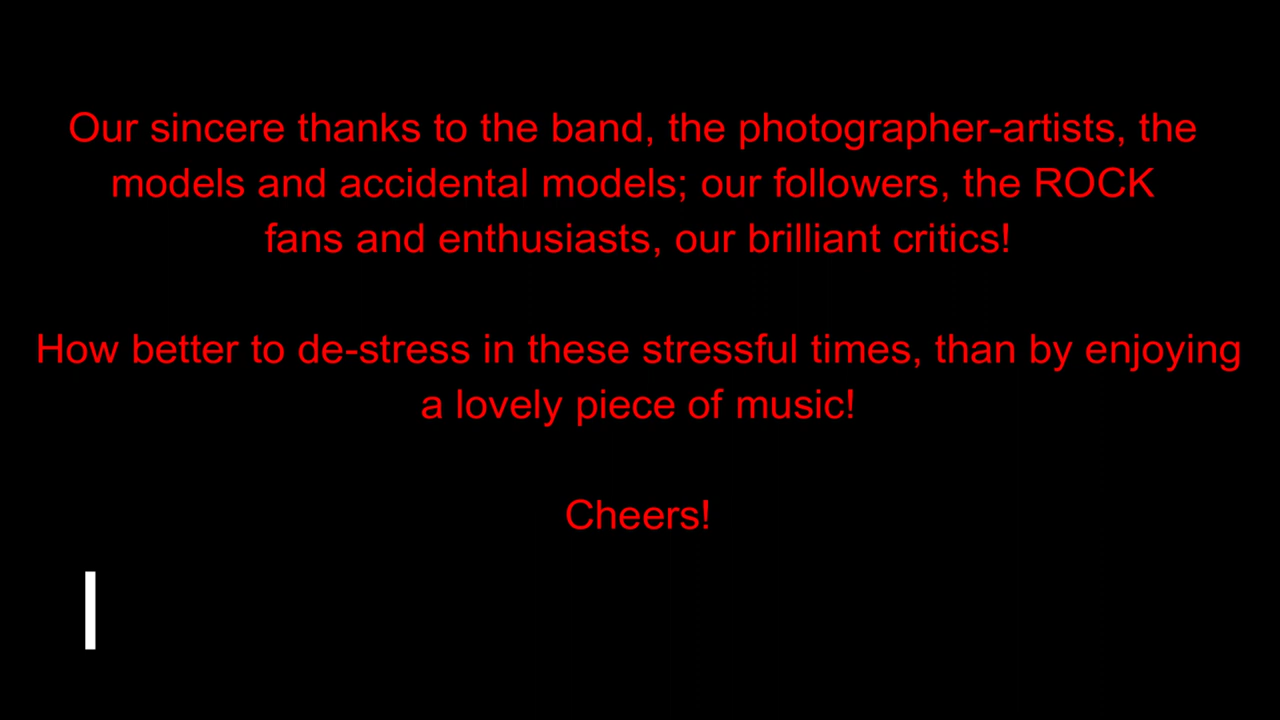 Our sincere thanks to the band, the photographer-artists, the
models and accidental models; our followers, the ROCK
fans and enthusiasts, our brilliant critics!
How better to de-stress in these stressful times, than by enjoying
a lovely piece of music!
Cheers!